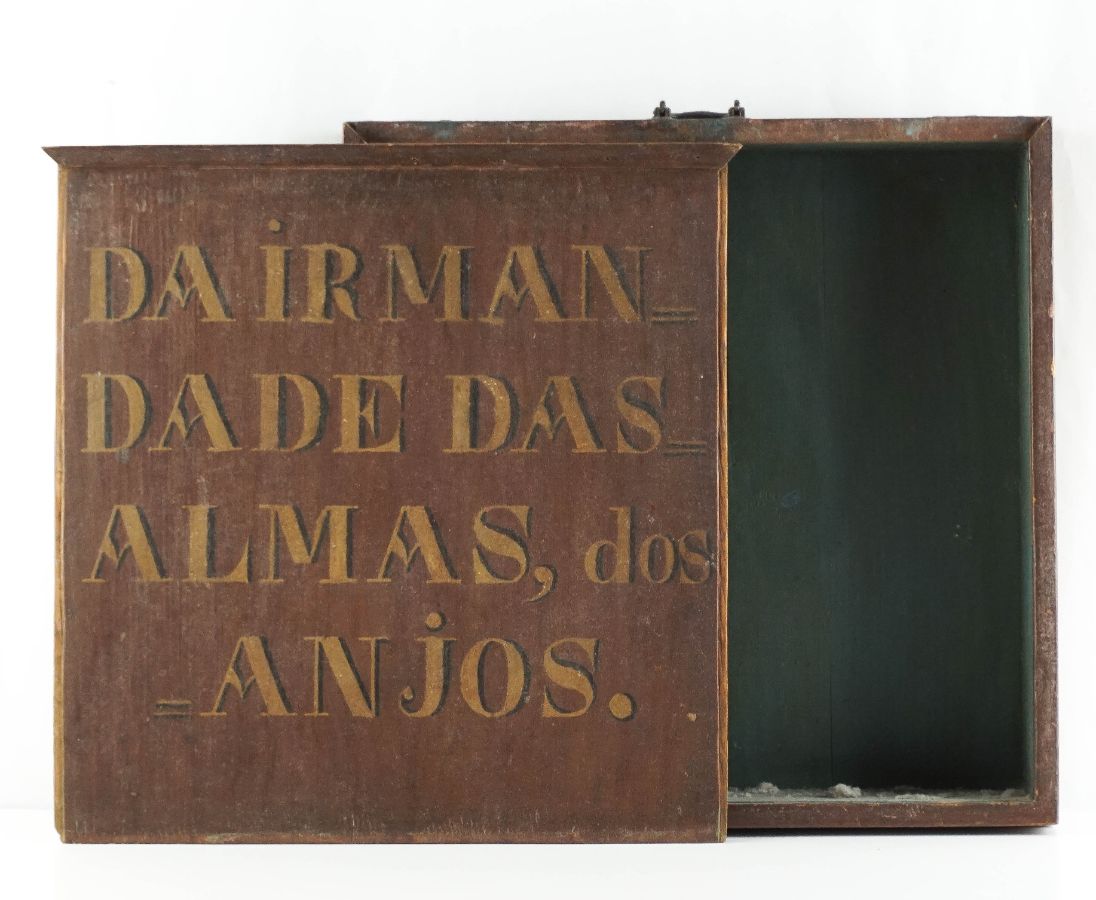 DA iRMAN=
DADE DAS=
ALMAS, dos
=ANjOS.